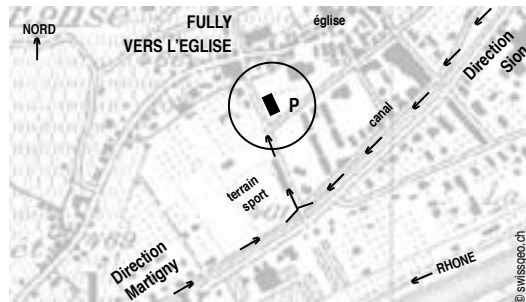 NORD
FULLY
VERS L'EGLISE
église
Direction
Sion
P
canal
terrain
sport
Direction
Martigny
RHONE
© swissgeo.ch